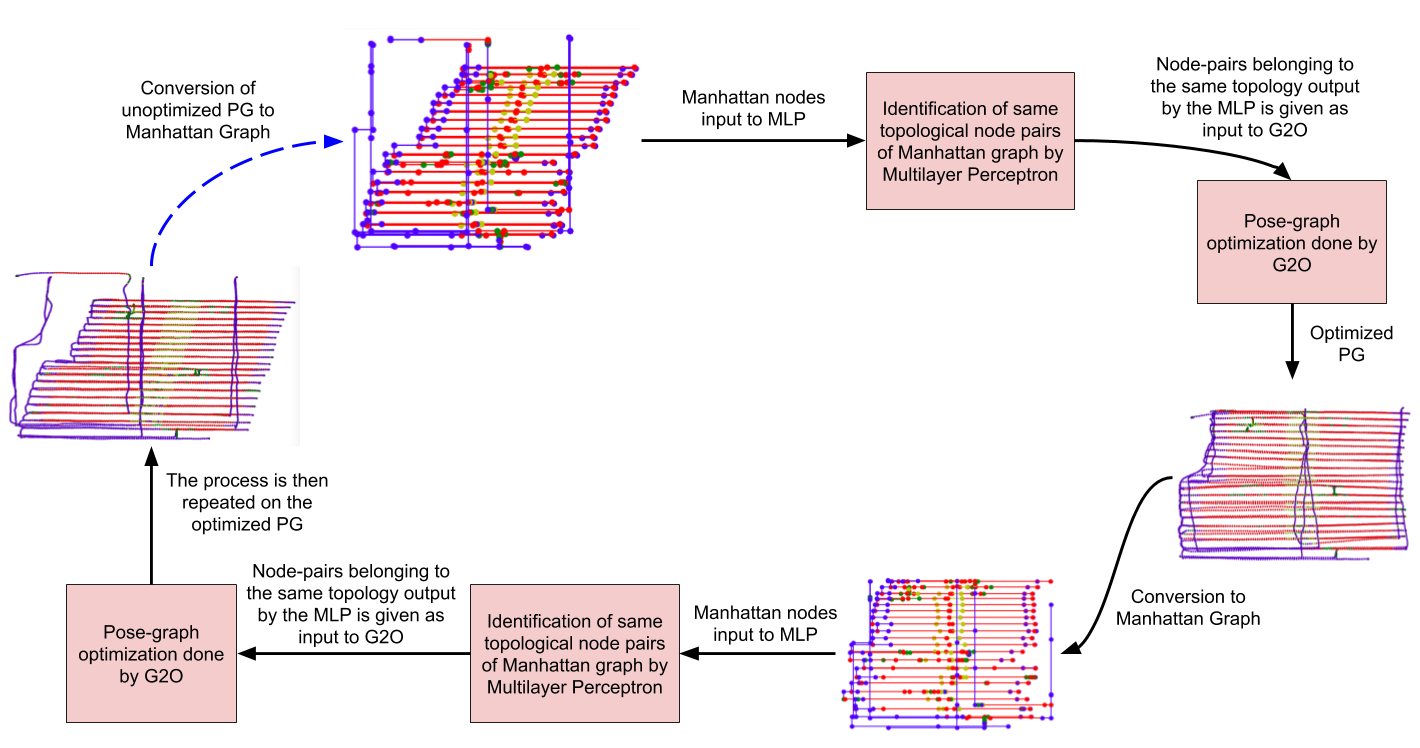 Conversion of
unoptimized PG to
Manhattan Graph
Manhattan nodes
input to MLP
Identification of same
topological node pairs
of Manhattan graph by
Multilayer Perceptron
Node-pairs belonging to
the same topology output
by the MLP is given as
input to G2O
Pose-graph
optimization done by
G2O
Optimized
PG
Conversion to
Manhattan Graph
Manhattan nodes
input to MLP
Identification of same
topological node pairs
of Manhattan graph by
Multilayer Perceptron
Node-pairs belonging to
the same topology output
by the MLP is given as
input to G2O
Pose-graph
optimization done
by G2O
The process is then
repeated on the
optimized PG